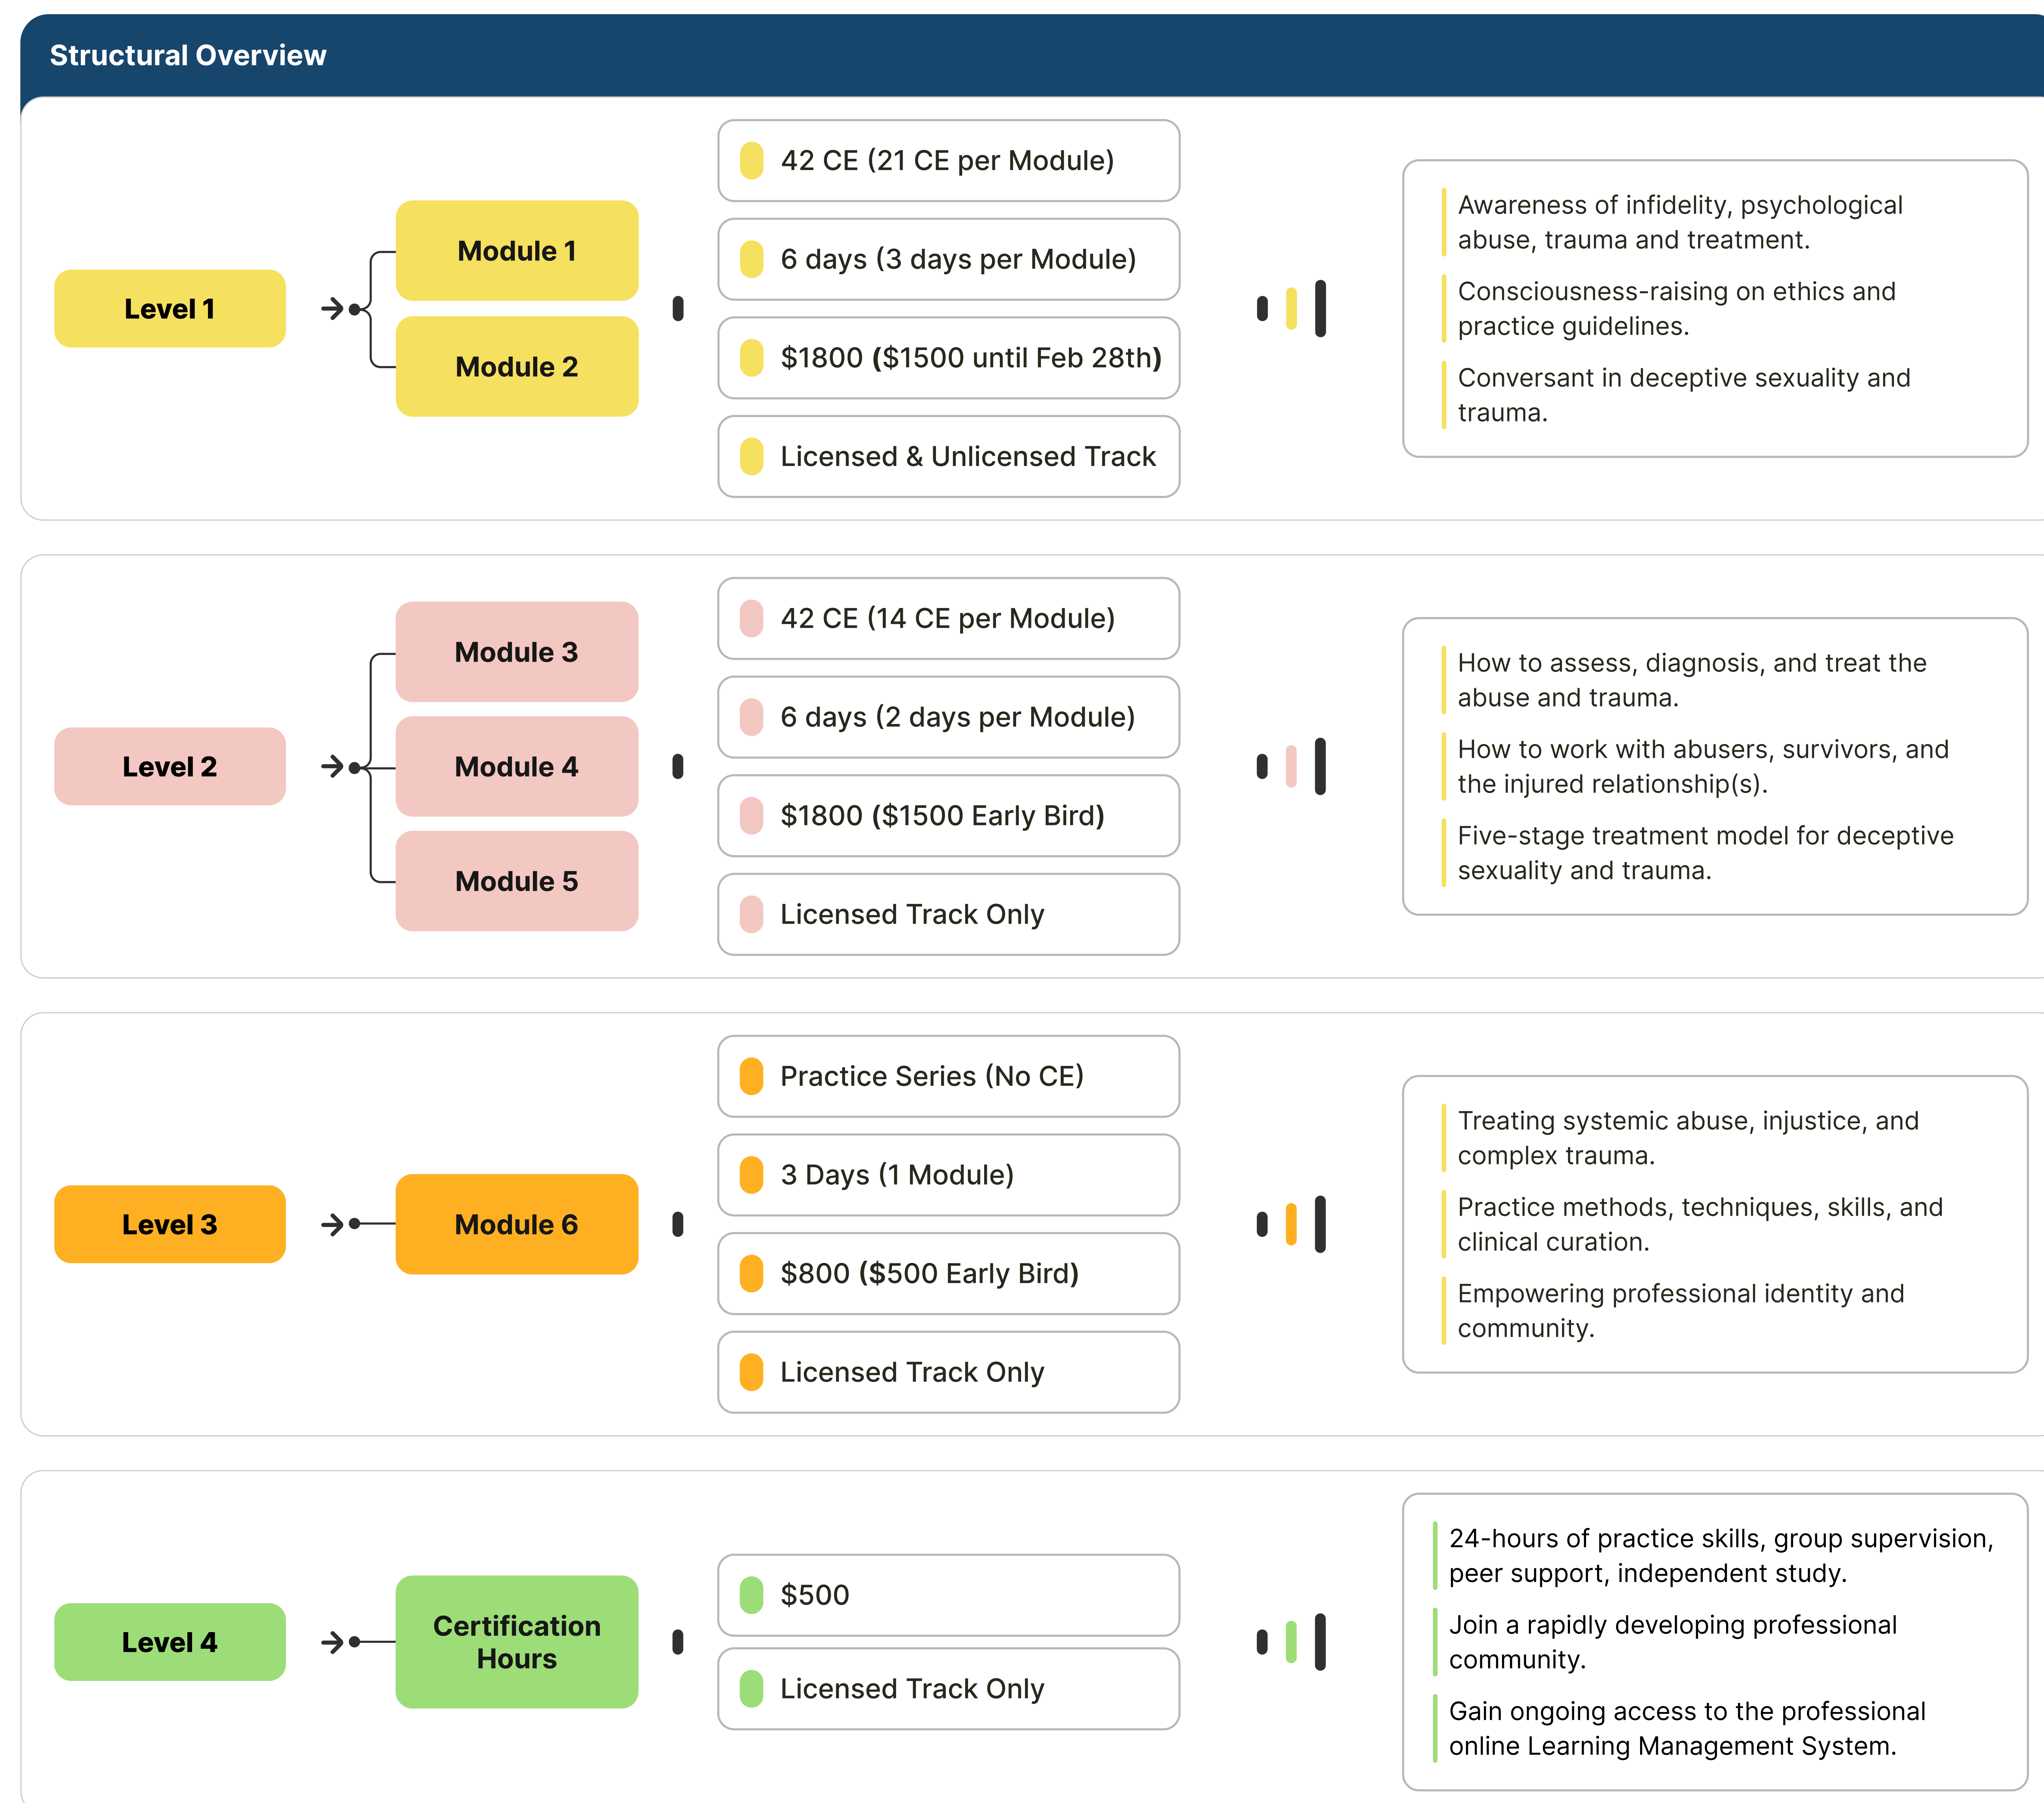 Structural Overview
Level 1
Module 1
Module 2
42 CE (21 CE per Module)
6 days (3 days per Module)
$1800 ($1500 until Feb 28th)
Licensed & Unlicensed Track
Awareness of infidelity, psychological
abuse, trauma and treatment.
Consciousness-raising on ethics and
practice guidelines.
Conversant in deceptive sexuality and
trauma.
Level 2
Module 3
Module 4
Module 5
42 CE (14 CE per Module)
6 days (2 days per Module)
$1800 ($1500 Early Bird)
Licensed Track Only
How to assess, diagnosis, and treat the
abuse and trauma.
How to work with abusers, survivors, and
the injured relationship(s).
Five-stage treatment model for deceptive
sexuality and trauma.
Level 3
Module 6
Practice Series (No CE)
3 Days (1 Module)
$800 ($500 Early Bird)
Licensed Track Only
Treating systemic abuse, injustice, and
complex trauma.
Practice methods, techniques, skills, and
clinical curation.
Empowering professional identity and
community.
Level 4
Certification
Hours
$500
Licensed Track Only
24-hours of practice skills, group supervision,
peer support, independent study.
Join a rapidly developing professional
community.
Gain ongoing access to the professional
online Learning Management System.